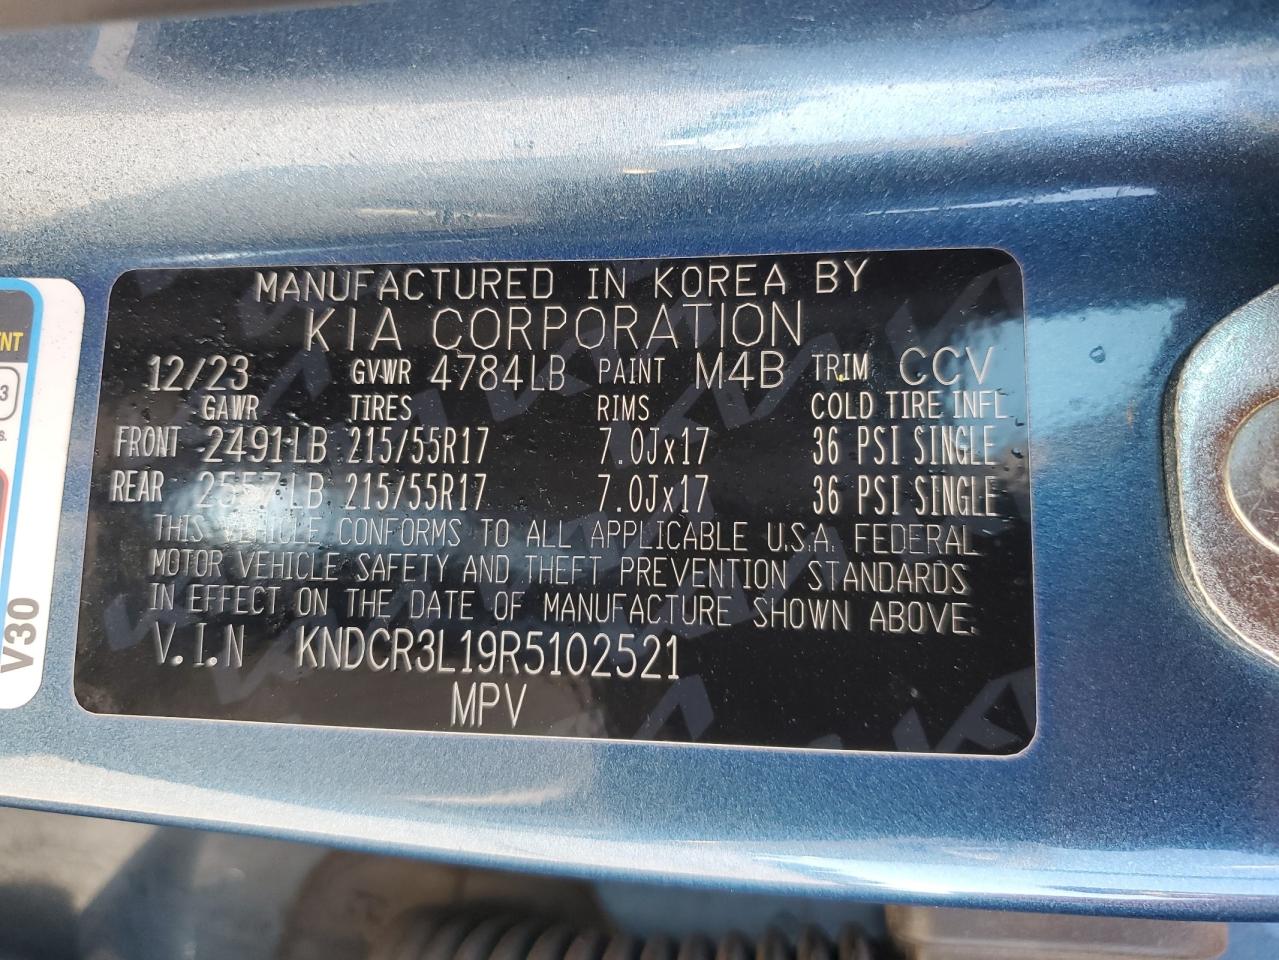 MANUFACTURED IN KOREA BY
KIA CORPORATION
12/23 GVWR 4784LB PAINT M4B TRIM CCV
GAWR TIRES RIMS COLD TIRE INFL
FRONT 2491LB 215/55R17 7.0Jx17 36 PSI SINGLE
REAR 2557LB 215/55R17 7.0Jx17 36 PSI SINGLE
THIS VEHICLE CONFORMS TO ALL APPLICABLE U.S.A. FEDERAL
MOTOR VEHICLE SAFETY AND THEFT PREVENTION STANDARDS
IN EFFECT ON THE DATE OF MANUFACTURE SHOWN ABOVE.
V.I.N KNDCR3L19R5102521
MPV
V30